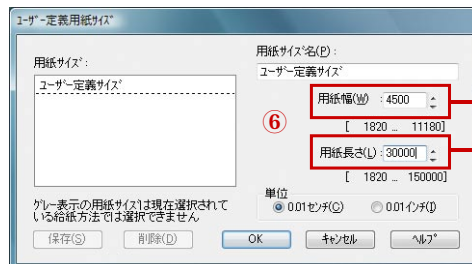 ユーザー定義用紙サイズ
用紙サイズ:
ユーザー定義サイズ
グレー表示の用紙サイズは現在選択されて
いる給紙方法では選択できません
保存(S)
削除(D)
用紙サイズ名(P):
ユーザー定義サイズ
⑥
用紙幅(W) : 4500
[ 1820 .. 11180]
用紙長さ(L): 30000
[ 1820 .. 150000]
単位
0.01センチ(C)
0.01インチ(I)
OK
キャンセル
ヘルプ